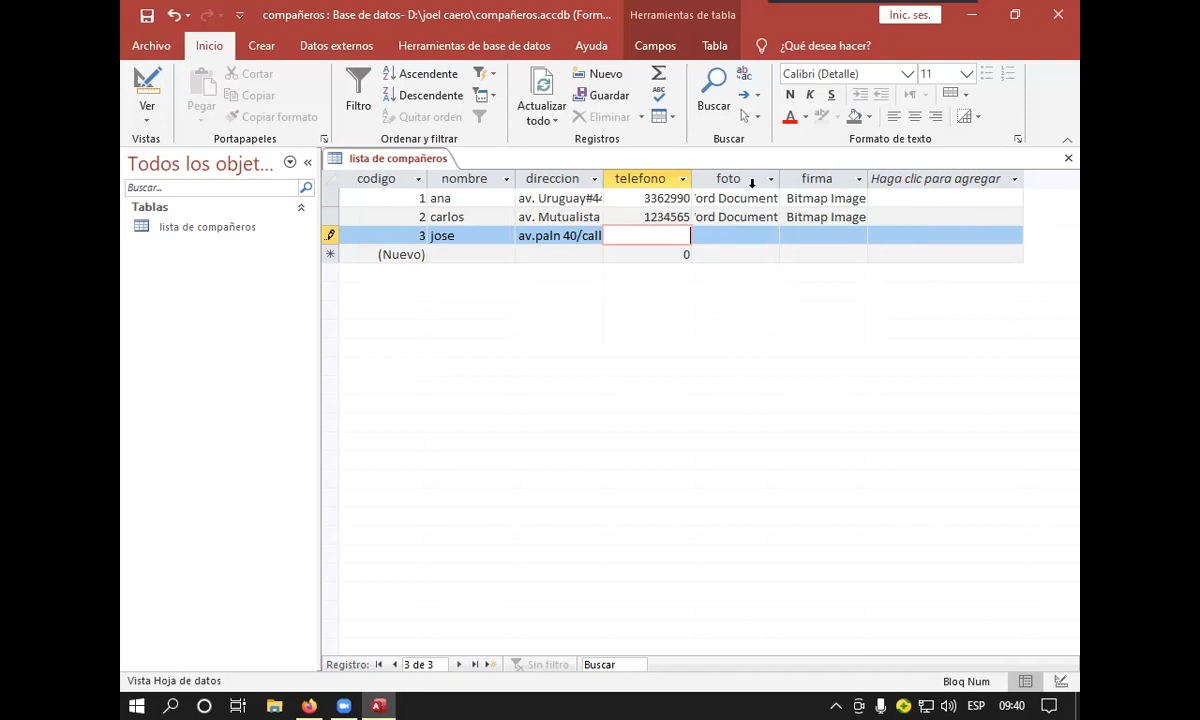 compañeros : Base de datos- D:\joel caero\compañeros.accdb (Form...
Herramientas de tabla
Inic. ses.
Archivo Inicio Crear Datos externos Herramientas de base de datos Ayuda Campos Tabla ¿Qué desea hacer?
Ver
Vistas
Pegar
Cortar
Copiar
Copiar formato
Portapapeles
Filtro
Ascendente
Descendente
Quitar orden
Ordenar y filtrar
Actualizar
todo
Nuevo
Guardar
Eliminar
Registros
Buscar
Buscar
Calibri (Detalle) 11
N K S
Formato de texto
Todos los objet...
Buscar...
Tablas
lista de compañeros
lista de compañeros
codigo nombre direccion telefono foto firma Haga clic para agregar
1 ana av. Uruguay#44 3362990 ord Document Bitmap Image
2 carlos av. Mutualista 1234565 ord Document Bitmap Image
3 jose av.paln 40/call
(Nuevo) 0
Registro: 3 de 3 Sin filtro Buscar
Vista Hoja de datos
Bloq Num
ESP 09:40